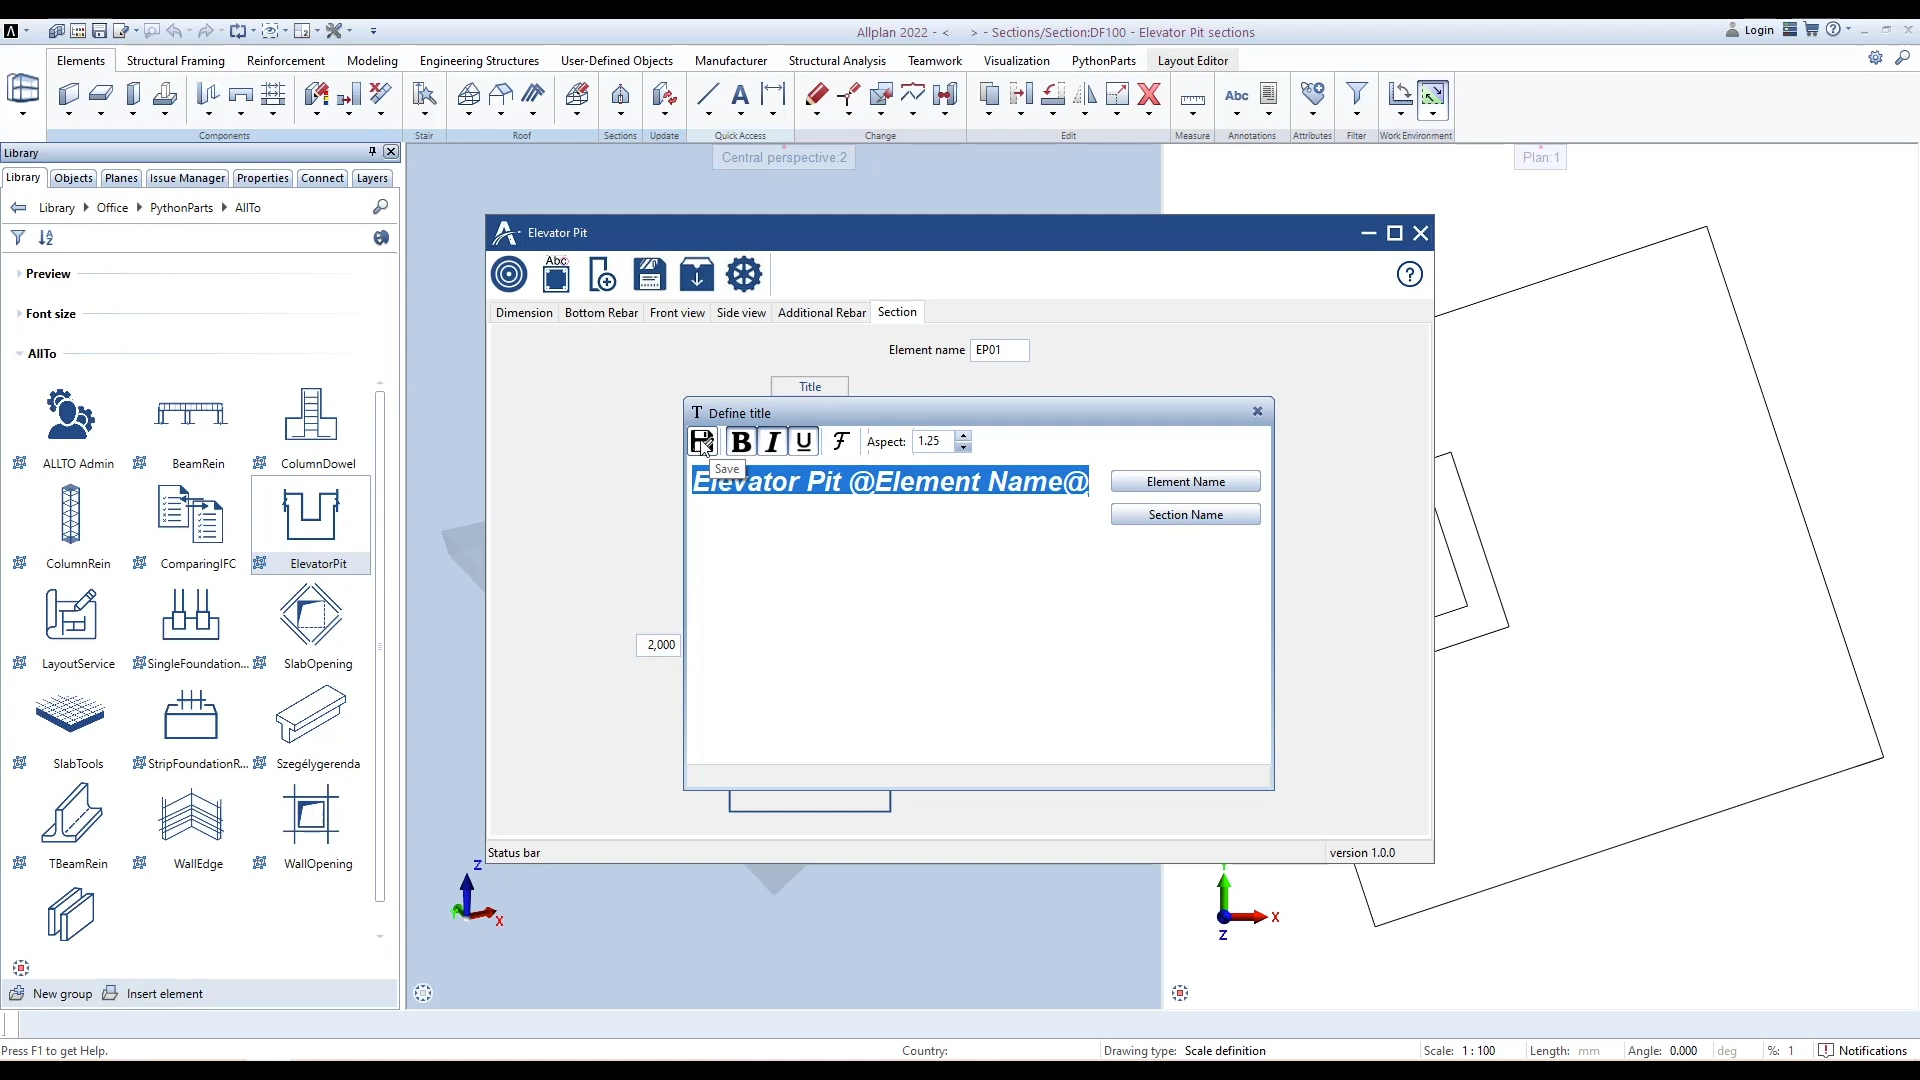 Allplan 2022 - < > - Sections/Section:DF100 - Elevator Pit sections
Login
Elements
Structural Framing
Reinforcement
Modeling
Engineering Structures
User-Defined Objects
Manufacturer
Structural Analysis
Teamwork
Visualization
PythonParts
Layout Editor
Abc
Components
Stair
Roof
Sections
Update
Quick Access
Change
Edit
Measure
Annotations
Attributes
Filter
Work Environment
Library
Library
Objects
Planes
Issue Manager
Properties
Connect
Layers
Library
Office
PythonParts
AllTo
Preview
Font size
AllTo
ALLTO Admin
BeamRein
ColumnDowel
ColumnRein
ComparingIFC
ElevatorPit
LayoutService
SingleFoundation...
SlabOpening
SlabTools
StripFoundationR...
Szegélygerenda
TBeamRein
WallEdge
WallOpening
New group
Insert element
Central perspective:2
Plan:1
Elevator Pit
Abc
Dimension
Bottom Rebar
Front view
Side view
Additional Rebar
Section
Element name
EP01
Title
T Define title
B I U F
Aspect:
1.25
Save
Elevator Pit @Element Name@
Element Name
Section Name
2,000
Status bar
version 1.0.0
Z
X
X
Z
Press F1 to get Help.
Country:
Drawing type:
Scale definition
Scale:
1 : 100
Length:
mm
Angle:
0.000
deg
%:
1
Notifications